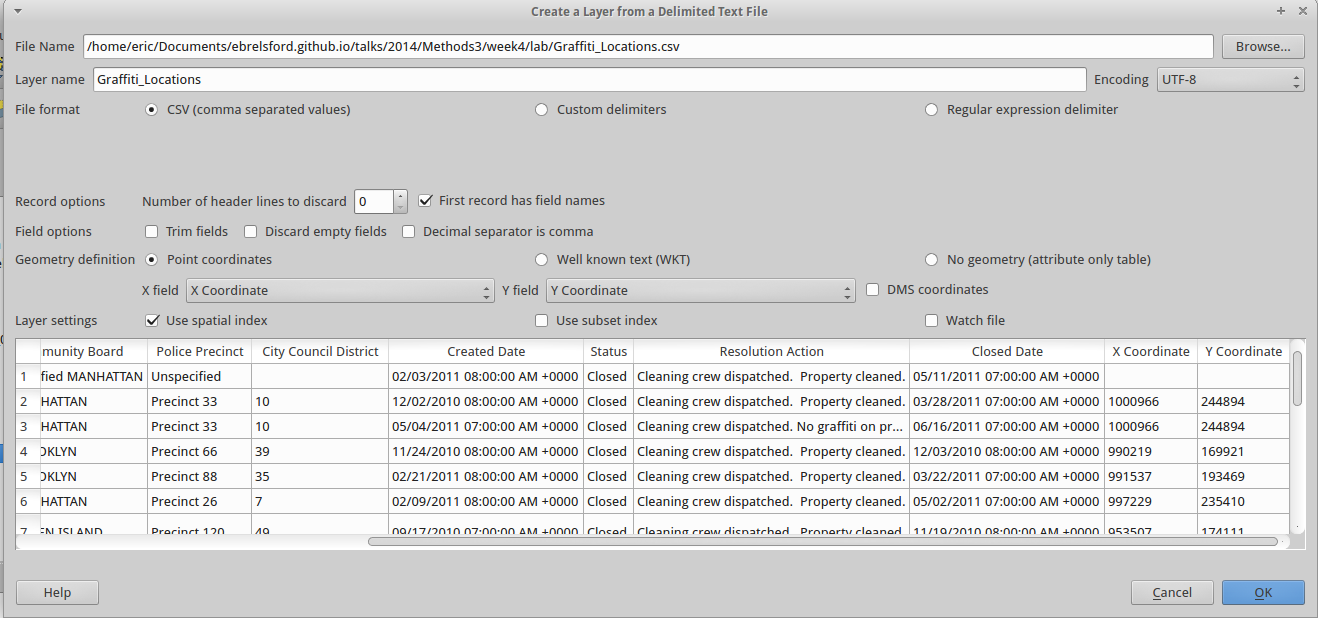 Create a Layer from a Delimited Text File
File Name /home/eric/Documents/ebrelsford.github.io/talks/2014/Methods3/week4/lab/Graffiti_Locations.csv Browse...
Layer name Graffiti_Locations Encoding UTF-8
File format CSV (comma separated values) Custom delimiters Regular expression delimiter
Record options Number of header lines to discard 0 First record has field names
Field options Trim fields Discard empty fields Decimal separator is comma
Geometry definition Point coordinates Well known text (WKT) No geometry (attribute only table)
X field X Coordinate Y field Y Coordinate DMS coordinates
Layer settings Use spatial index Use subset index Watch file
munity Board Police Precinct City Council District Created Date Status Resolution Action Closed Date X Coordinate Y Coordinate
1 fied MANHATTAN Unspecified 02/03/2011 08:00:00 AM +0000 Closed Cleaning crew dispatched. Property cleaned. 05/11/2011 07:00:00 AM +0000
2 HATTAN Precinct 33 10 12/02/2010 08:00:00 AM +0000 Closed Cleaning crew dispatched. Property cleaned. 03/28/2011 07:00:00 AM +0000 1000966 244894
3 HATTAN Precinct 33 10 05/04/2011 07:00:00 AM +0000 Closed Cleaning crew dispatched. No graffiti on pr... 06/16/2011 07:00:00 AM +0000 1000966 244894
4 OKLYN Precinct 66 39 11/24/2010 08:00:00 AM +0000 Closed Cleaning crew dispatched. Property cleaned. 12/03/2010 08:00:00 AM +0000 990219 169921
5 OKLYN Precinct 88 35 02/21/2011 08:00:00 AM +0000 Closed Cleaning crew dispatched. Property cleaned. 03/22/2011 07:00:00 AM +0000 991537 193469
6 HATTAN Precinct 26 7 02/09/2011 08:00:00 AM +0000 Closed Cleaning crew dispatched. Property cleaned. 05/02/2011 07:00:00 AM +0000 997229 235410
7 EN ISLAND Precinct 120 49 09/17/2010 07:00:00 AM +0000 Closed Cleaning crew dispatched. Property cleaned. 11/19/2010 08:00:00 AM +0000 953507 174111
Help Cancel OK